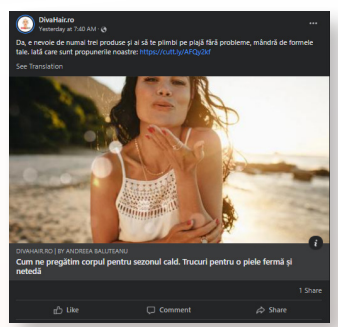 DivaHair.ro
Yesterday at 7:40 AM ·
Da, e nevoie de numai trei produse și ai să te plimbi pe plajă fără probleme, mândră de formele
tale. Iată care sunt propunerile noastre: https://cutt.ly/AFQy2kf
See Translation
DIVAHAIR.RO | BY ANDREEA BALUTEANU
Cum ne pregătim corpul pentru sezonul cald. Trucuri pentru o piele fermă și
netedă
1 Share
Like Comment Share